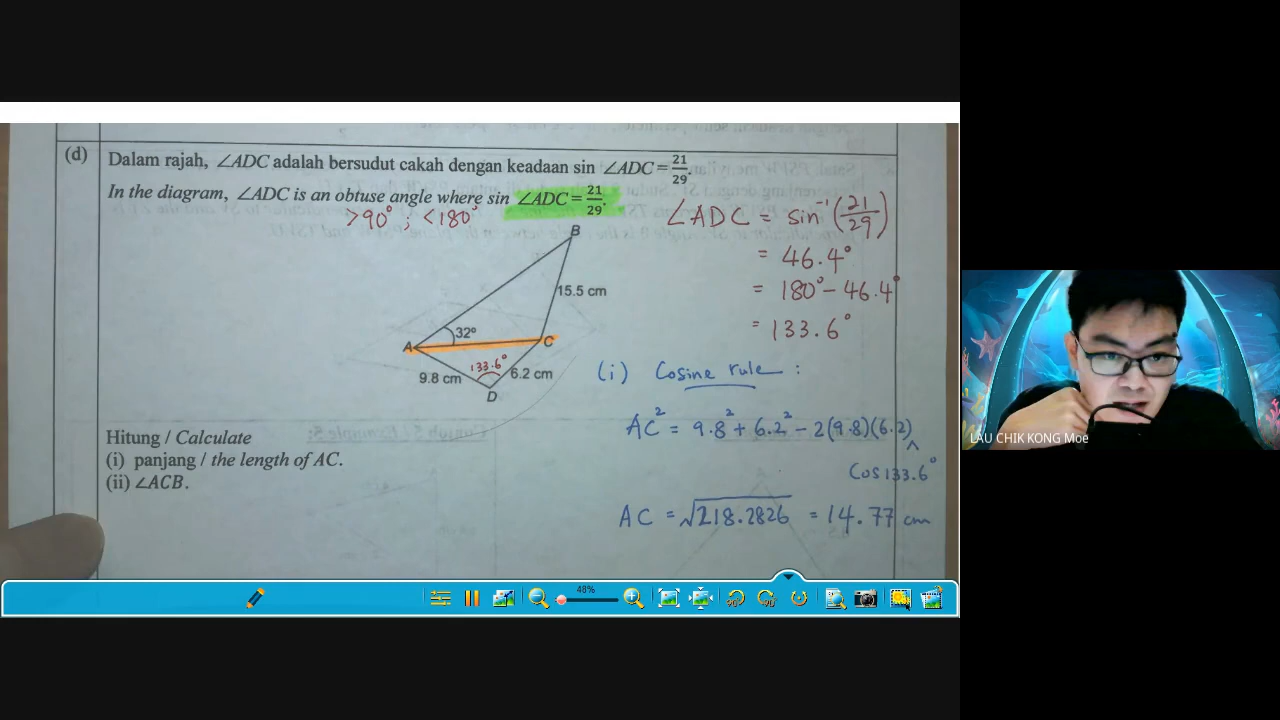 (d)
Dalam rajah, ∠ADC adalah bersudut cakah dengan keadaan sin ∠ADC = 21/29.
In the diagram, ∠ADC is an obtuse angle where sin ∠ADC = 21/29.
>90° ; <180°
∠ADC = sin⁻¹(21/29)
= 46.4°
= 180° − 46.4°
= 133.6°
B
15.5 cm
32°
A
C
133.6°
9.8 cm
6.2 cm
D
(i) Cosine rule :
AC² = 9.8² + 6.2² − 2(9.8)(6.2)
^
Cos 133.6°
AC = √218.2826 = 14.77 cm
Hitung / Calculate
(i) panjang / the length of AC.
(ii) ∠ACB.
LAU CHIK KONG Moe
48%